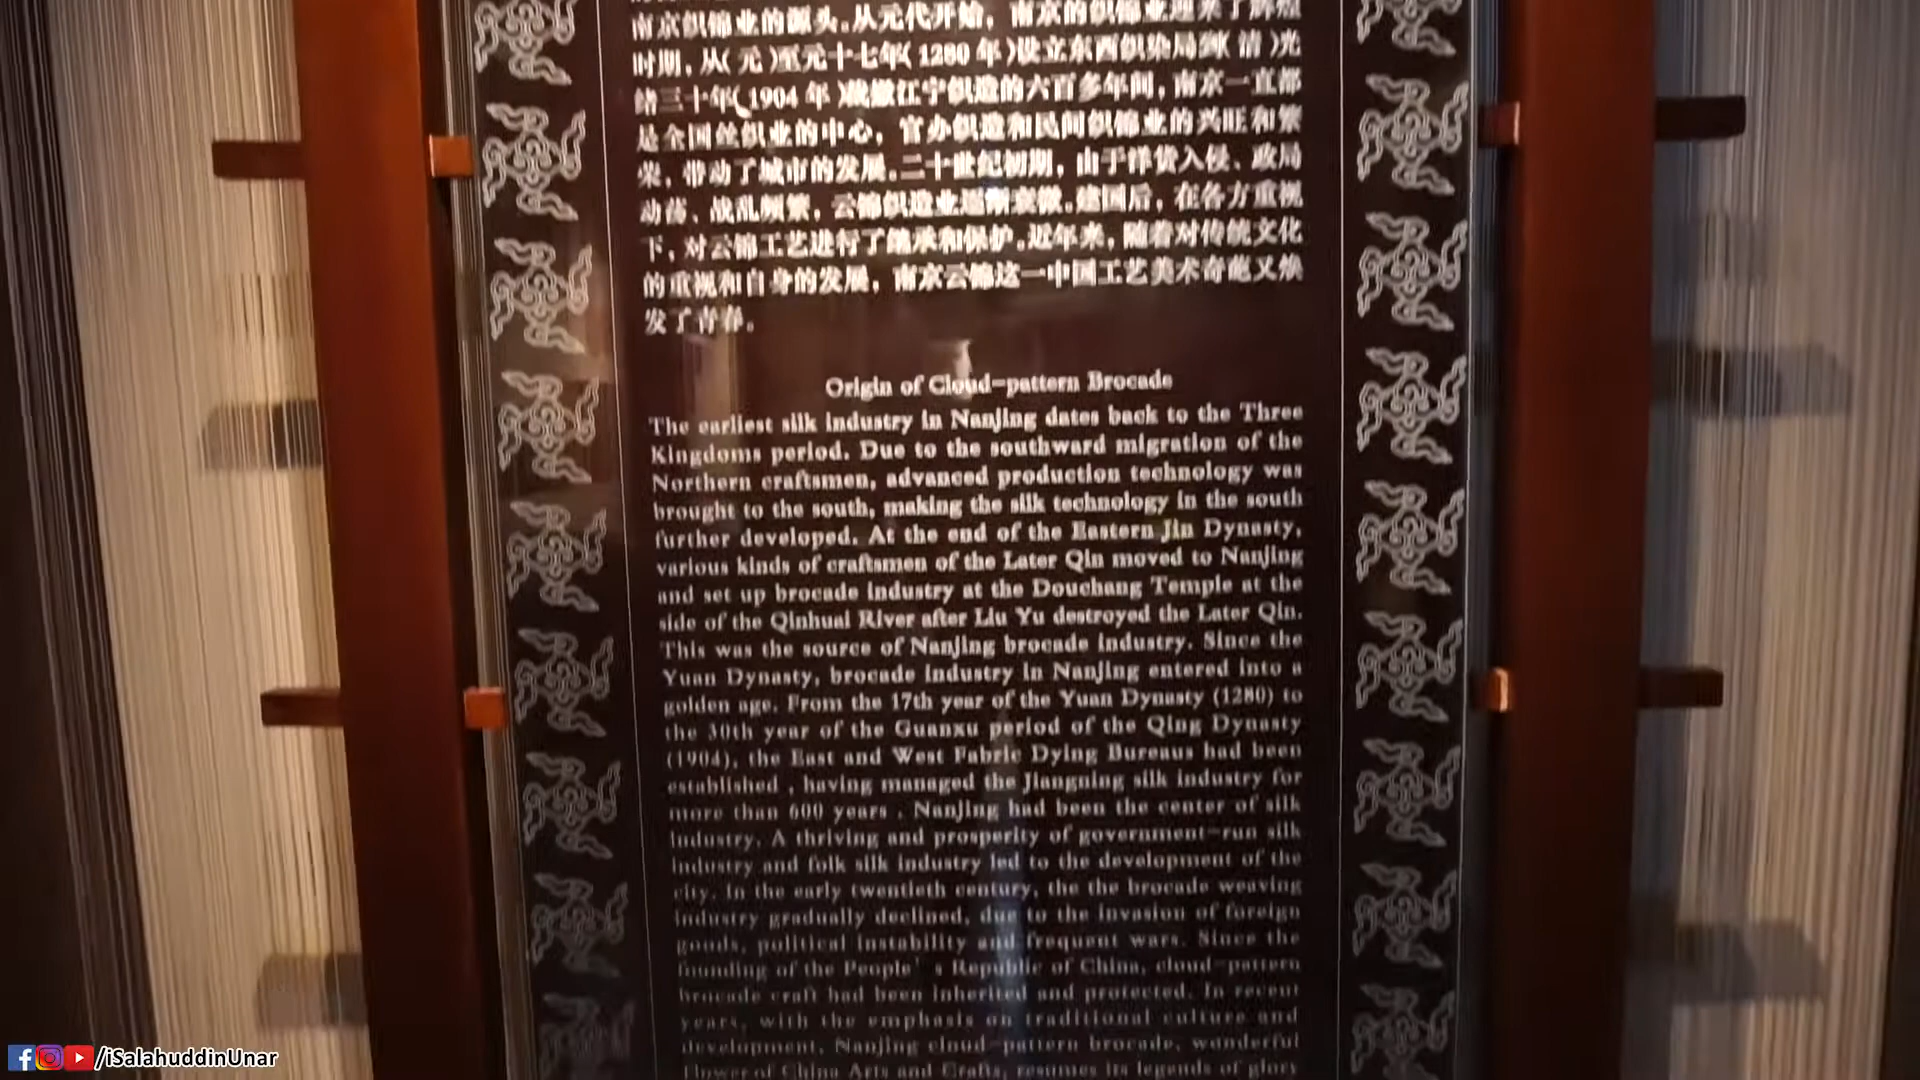 南京织锦业的源头。从元代开始，南京的织锦业迎来了辉煌
时期，从（元）至元十七年（1280年）设立东西织染局到（清）光
绪三十年（1904年）裁撤江宁织造的六百多年间，南京一直都
是全国丝织业的中心，官办织造和民间织锦业的兴旺和繁
荣，带动了城市的发展。二十世纪初期，由于洋货入侵、政局
动荡、战乱频繁，云锦织造业逐渐衰微。建国后，在各方重视
下，对云锦工艺进行了继承和保护。近年来，随着对传统文化
的重视和自身的发展，南京云锦这一中国工艺美术奇葩又焕
发了青春。
Origin of Cloud-pattern Brocade
The earliest silk industry in Nanjing dates back to the Three
Kingdoms period. Due to the southward migration of the
Northern craftsmen, advanced production technology was
brought to the south, making the silk technology in the south
further developed. At the end of the Eastern Jin Dynasty,
various kinds of craftsmen of the Later Qin moved to Nanjing
and set up brocade industry at the Douchang Temple at the
side of the Qinhuai River after Liu Yu destroyed the Later Qin.
This was the source of Nanjing brocade industry. Since the
Yuan Dynasty, brocade industry in Nanjing entered into a
golden age. From the 17th year of the Yuan Dynasty (1280) to
the 30th year of the Guanxu period of the Qing Dynasty
(1904), the East and West Fabric Dying Bureaus had been
established , having managed the Jiangning silk industry for
more than 600 years . Nanjing had been the center of silk
industry. A thriving and prosperity of government-run silk
industry and folk silk industry led to the development of the
city. In the early twentieth century, the the brocade weaving
industry gradually declined, due to the invasion of foreign
goods, political instability and frequent wars. Since the
founding of the People's Republic of China, cloud-pattern
brocade craft had been inherited and protected. In recent
years, with the emphasis on traditional culture and
development, Nanjing cloud-pattern brocade, wonderful
Flower of China Arts and Crafts, resumes its legends of glory
/iSalahuddinUnar